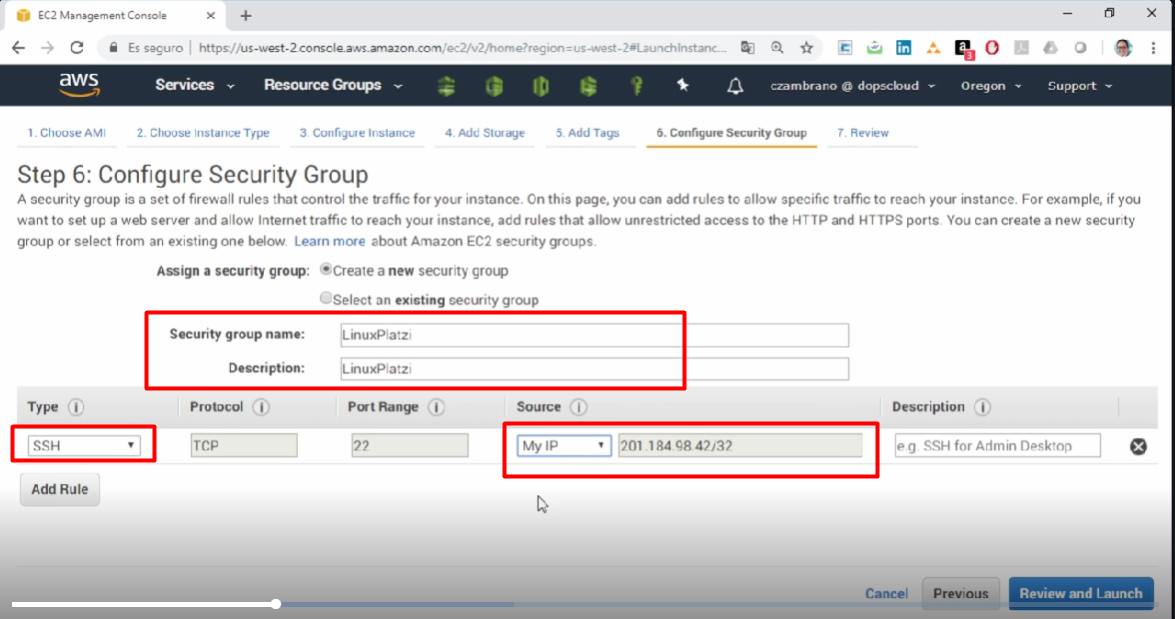 EC2 Management Console
Es seguro | https://us-west-2.console.aws.amazon.com/ec2/v2/home?region=us-west-2#LaunchInstanc...
a
3
aws
Services
Resource Groups
czambrano @ dopscloud
Oregon
Support
1. Choose AMI
2. Choose Instance Type
3. Configure Instance
4. Add Storage
5. Add Tags
6. Configure Security Group
7. Review
Step 6: Configure Security Group
A security group is a set of firewall rules that control the traffic for your instance. On this page, you can add rules to allow specific traffic to reach your instance. For example, if you
want to set up a web server and allow Internet traffic to reach your instance, add rules that allow unrestricted access to the HTTP and HTTPS ports. You can create a new security
group or select from an existing one below. Learn more about Amazon EC2 security groups.
Assign a security group: Create a new security group
Select an existing security group
Security group name: LinuxPlatzi
Description: LinuxPlatzi
Type
Protocol
Port Range
Source
Description
SSH
TCP
22
My IP
201.184.98.42/32
e.g. SSH for Admin Desktop
Add Rule
Cancel
Previous
Review and Launch